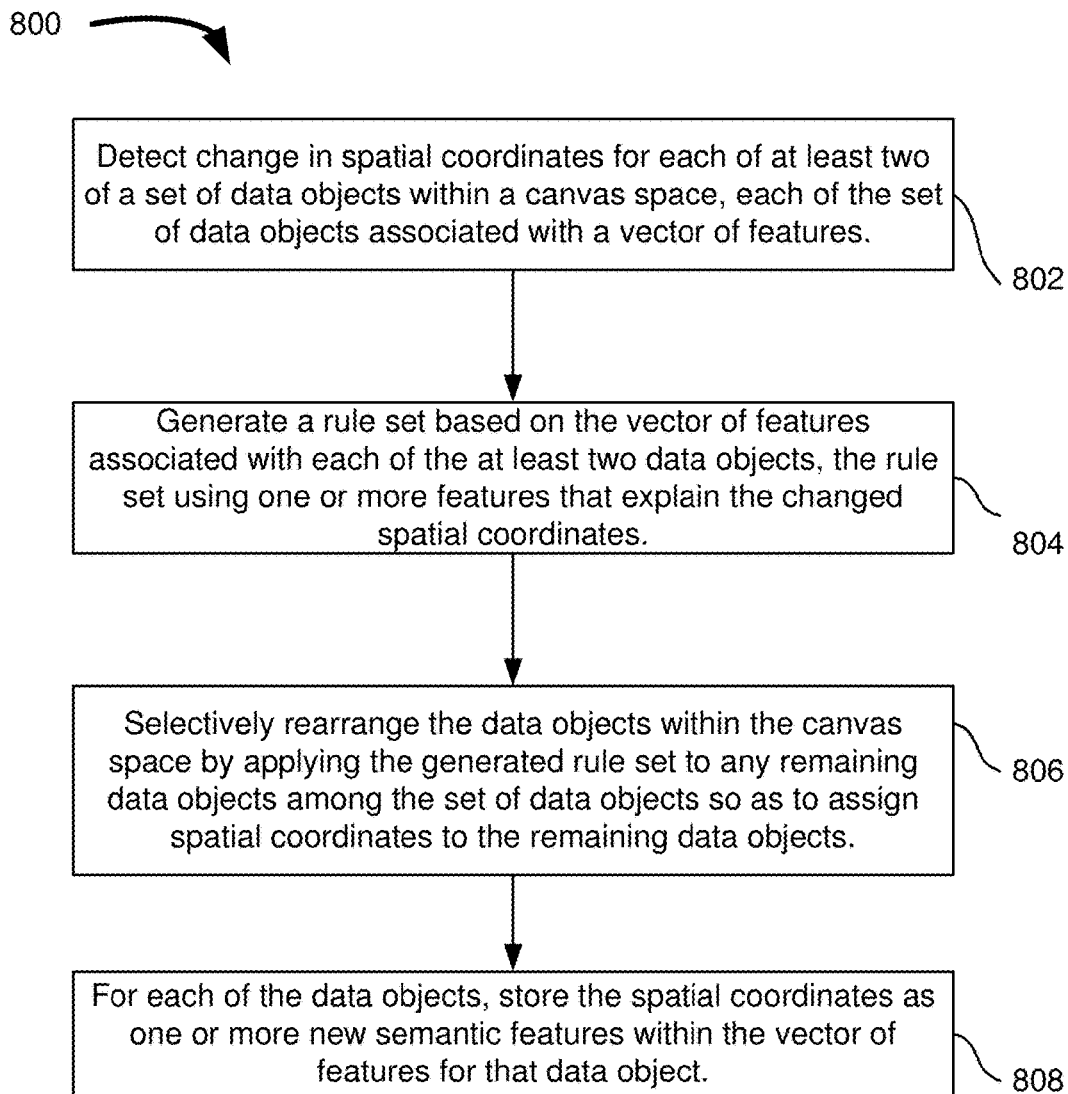 800
Detect change in spatial coordinates for each of at least two
of a set of data objects within a canvas space, each of the set
of data objects associated with a vector of features.
802
Generate a rule set based on the vector of features
associated with each of the at least two data objects, the rule
set using one or more features that explain the changed
spatial coordinates.
804
Selectively rearrange the data objects within the canvas
space by applying the generated rule set to any remaining
data objects among the set of data objects so as to assign
spatial coordinates to the remaining data objects.
806
For each of the data objects, store the spatial coordinates as
one or more new semantic features within the vector of
features for that data object.
808